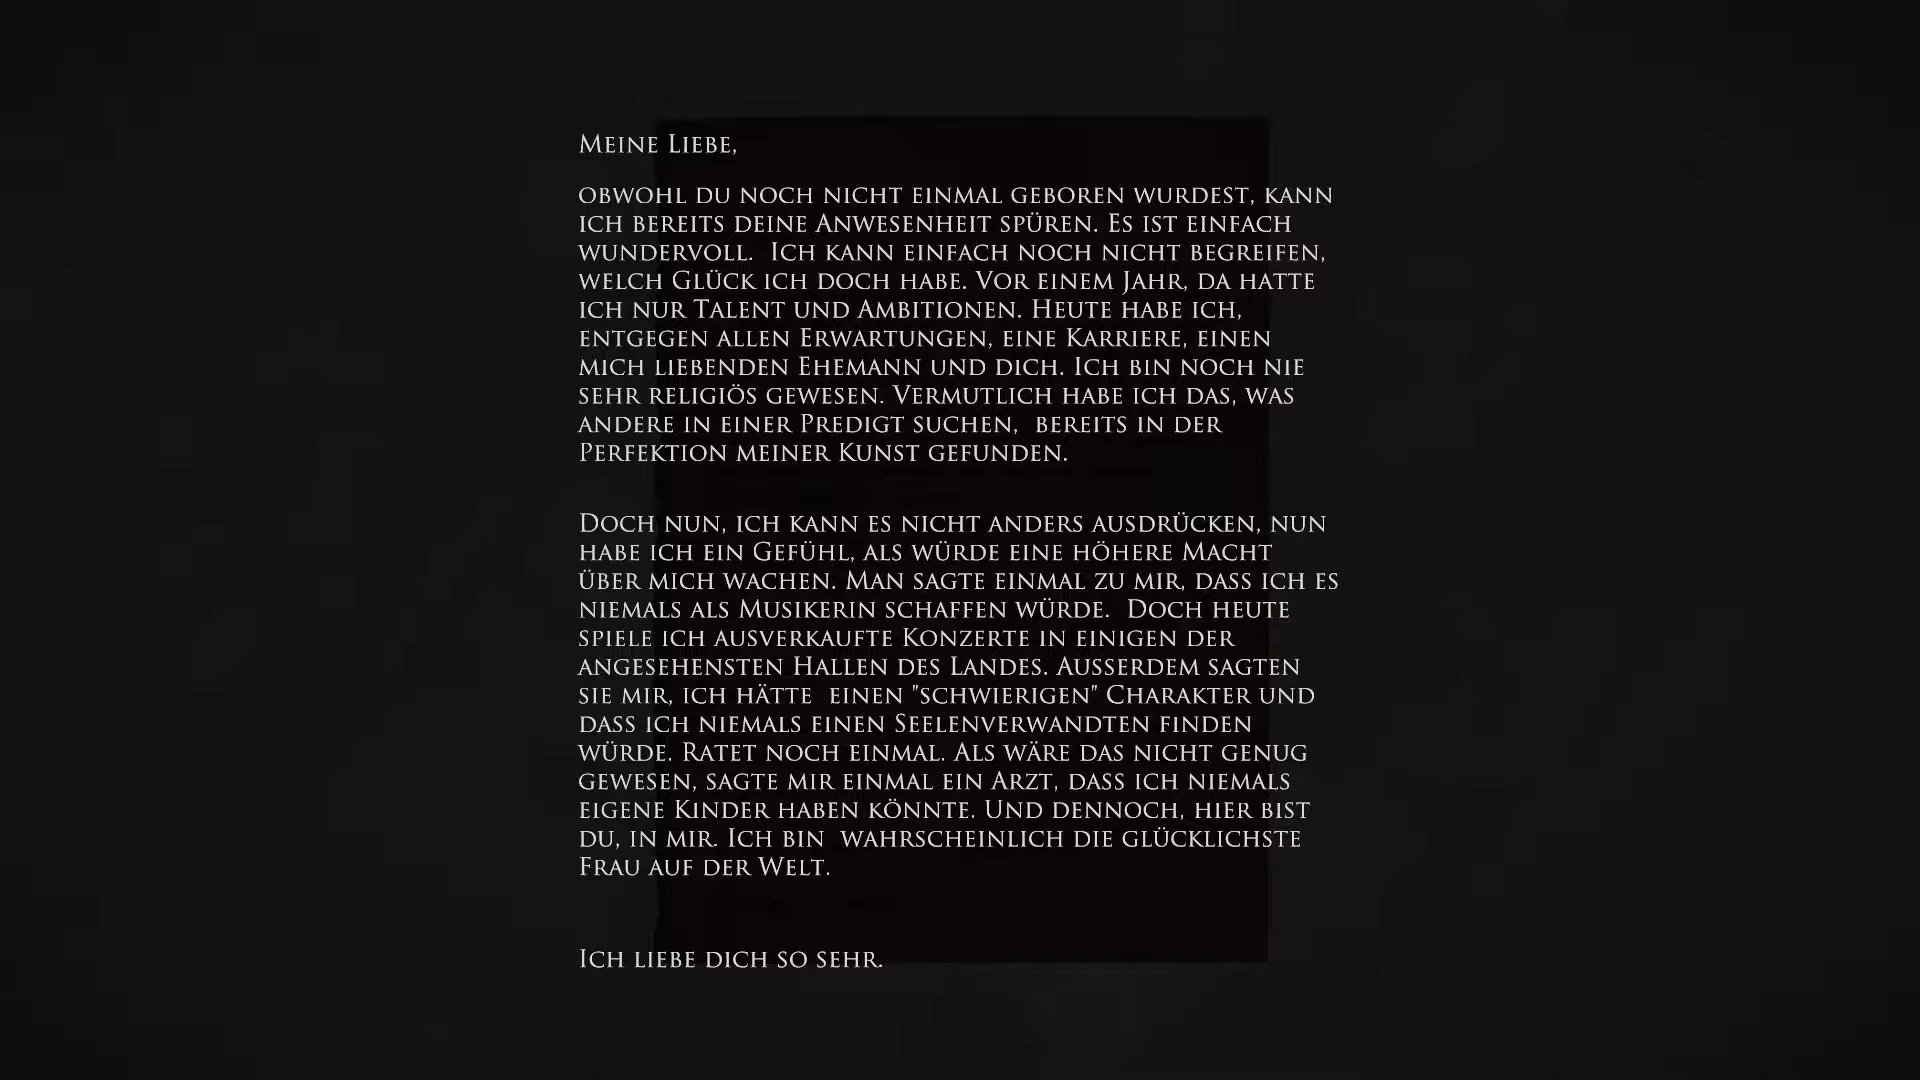 Meine Liebe,
obwohl du noch nicht einmal geboren wurdest, kann
ich bereits deine Anwesenheit spüren. Es ist einfach
wundervoll.  Ich kann einfach noch nicht begreifen,
welch Glück ich doch habe. Vor einem Jahr, da hatte
ich nur Talent und Ambitionen. Heute habe ich,
entgegen allen Erwartungen, eine Karriere, einen
mich liebenden Ehemann und dich. Ich bin noch nie
sehr religiös gewesen. Vermutlich habe ich das, was
andere in einer Predigt suchen,  bereits in der
Perfektion meiner Kunst gefunden.
Doch nun, ich kann es nicht anders ausdrücken, nun
habe ich ein Gefühl, als würde eine höhere Macht
über mich wachen. Man sagte einmal zu mir, dass ich es
niemals als Musikerin schaffen würde.  Doch heute
spiele ich ausverkaufte Konzerte in einigen der
angesehensten Hallen des Landes. Ausserdem sagten
sie mir, ich hätte  einen "schwierigen" Charakter und
dass ich niemals einen Seelenverwandten finden
würde. Ratet noch einmal. Als wäre das nicht genug
gewesen, sagte mir einmal ein Arzt, dass ich niemals
eigene Kinder haben könnte. Und dennoch, hier bist
du, in mir. Ich bin  wahrscheinlich die glücklichste
Frau auf der Welt.
Ich liebe dich so sehr.